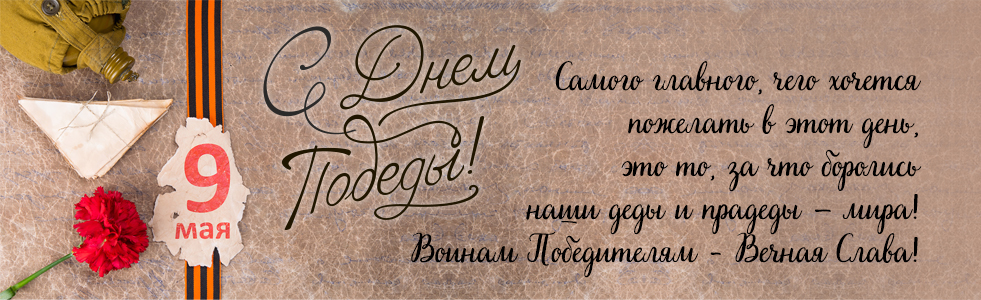 С Днем
Победы!
9
мая
Самого главного, чего хочется
пожелать в этот день,
это то, за что боролись
наши деды и прадеды – мира!
Воинам Победителям - Вечная Слава!